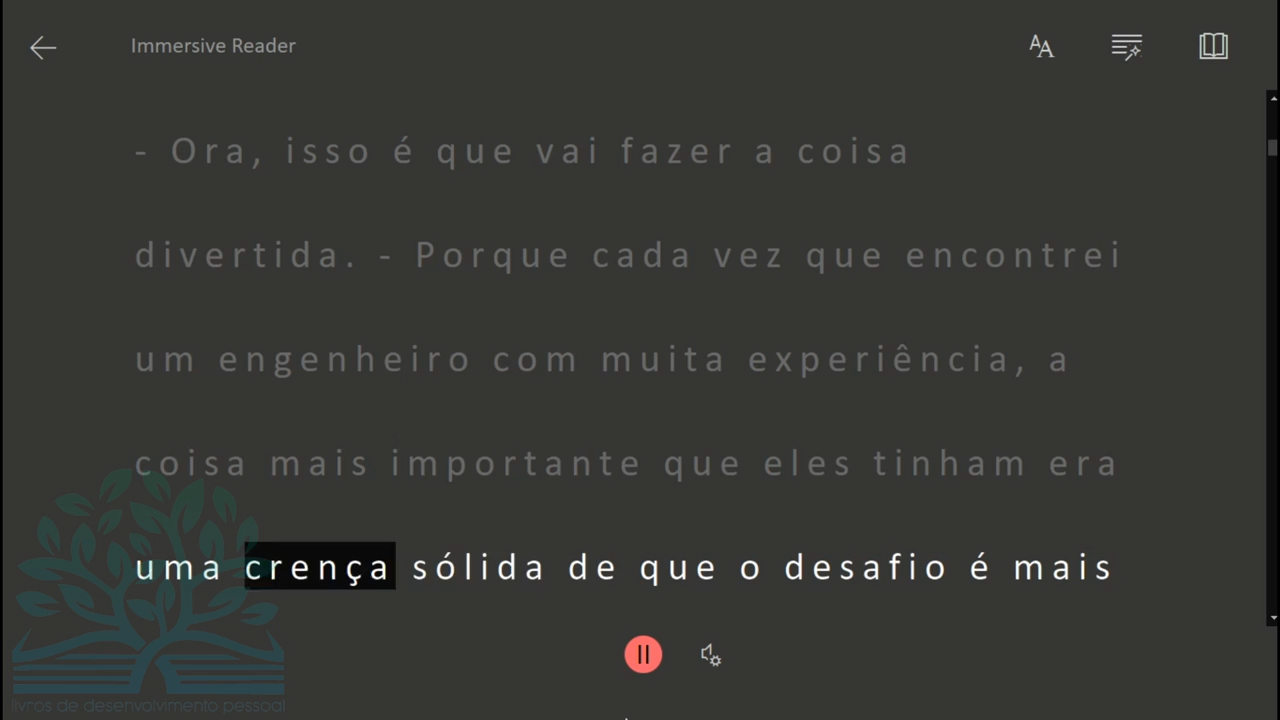 Immersive Reader
- Ora, isso é que vai fazer a coisa
divertida. - Porque cada vez que encontrei
um engenheiro com muita experiência, a
coisa mais importante que eles tinham era
uma crença sólida de que o desafio é mais
livros de desenvolvimento pessoal